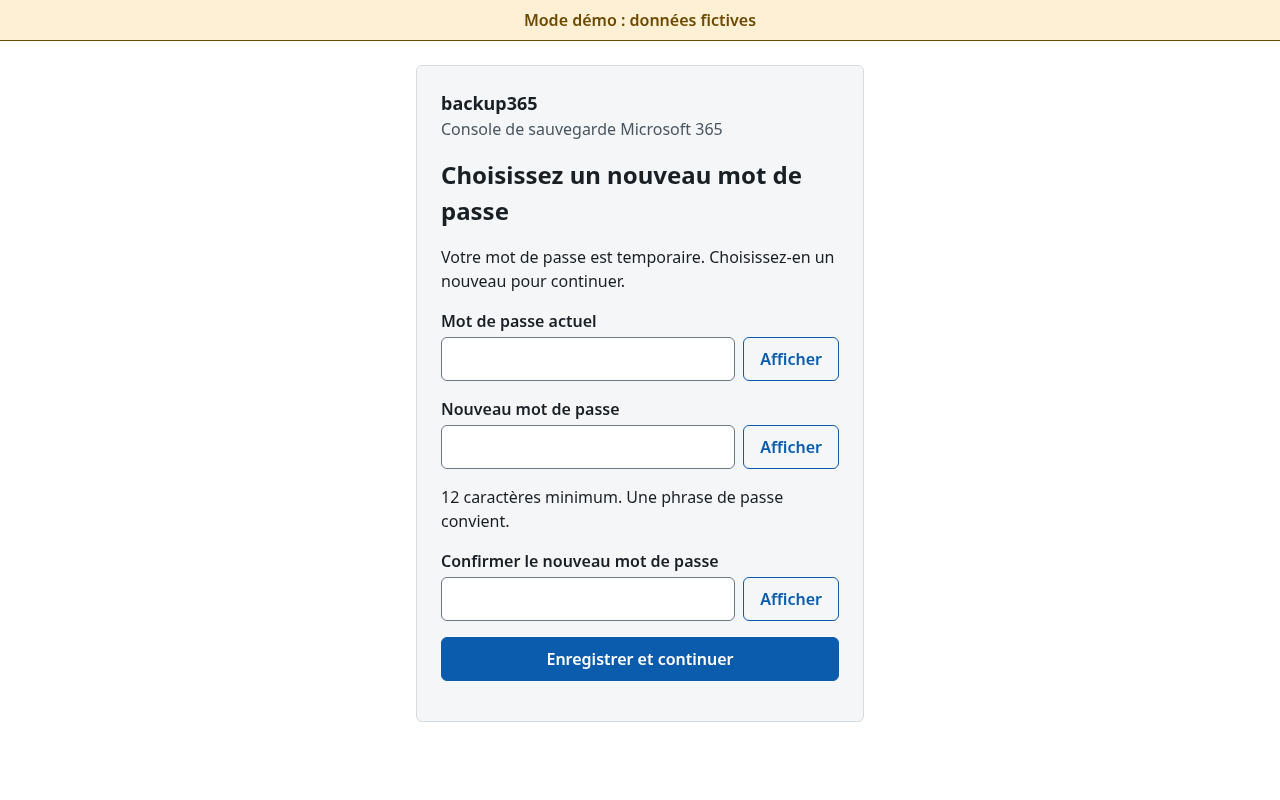 Mode démo : données fictives
backup365
Console de sauvegarde Microsoft 365
Choisissez un nouveau mot de
passe
Votre mot de passe est temporaire. Choisissez-en un
nouveau pour continuer.
Mot de passe actuel
Afficher
Nouveau mot de passe
Afficher
12 caractères minimum. Une phrase de passe
convient.
Confirmer le nouveau mot de passe
Afficher
Enregistrer et continuer